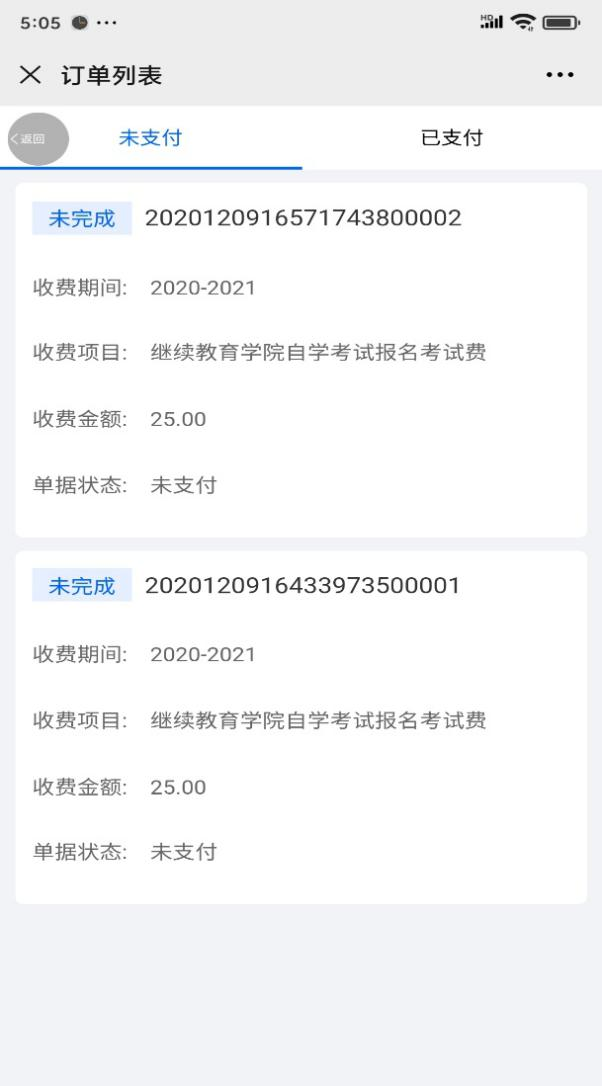 5:05
HD
订单列表
返回
未支付
已支付
未完成 2020120916571743800002
收费期间: 2020-2021
收费项目: 继续教育学院自学考试报名考试费
收费金额: 25.00
单据状态: 未支付
未完成 2020120916433973500001
收费期间: 2020-2021
收费项目: 继续教育学院自学考试报名考试费
收费金额: 25.00
单据状态: 未支付